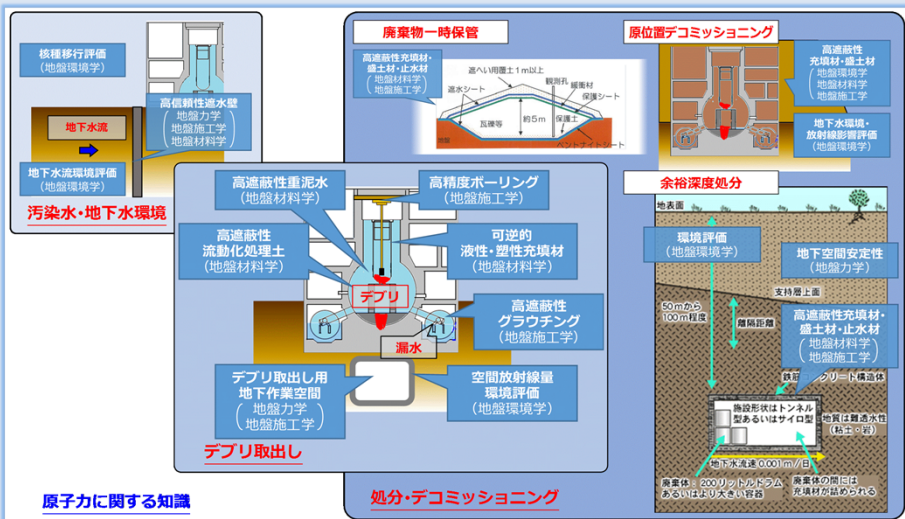 核種移行評価
(地盤環境学)
高信頼性遮水壁
地盤力学
地盤施工学
地盤材料学
地下水流
地下水流環境評価
(地盤環境学)
汚染水・地下水環境
廃棄物一時保管
高遮蔽性充填材・
盛土材・止水材
地盤材料学
地盤施工学
遮へい用覆土1m以上
観測孔
緩衝材
遮水シート
保護シート
約5m
瓦礫等
保護土
ベントナイトシート
原位置デコミッショニング
高遮蔽性
充填材・盛土材
地盤環境学
地盤材料学
地盤施工学
地下水環境・
放射線影響評価
(地盤環境学)
高遮蔽性重泥水
(地盤材料学)
高精度ボーリング
(地盤施工学)
高遮蔽性
流動化処理土
(地盤材料学)
可逆的
液性・塑性充填材
(地盤材料学)
デブリ
高遮蔽性
グラウチング
(地盤施工学)
漏水
デブリ取出し用
地下作業空間
地盤力学
地盤施工学
空間放射線量
環境評価
(地盤環境学)
デブリ取出し
余裕深度処分
地表面
環境評価
(地盤環境学)
地下空間安定性
(地盤力学)
支持層上面
50mから
100m程度
離隔距離
高遮蔽性充填材・
盛土材・止水材
地盤材料学
地盤施工学
鉄筋コンクリート構造体
施設形状はトンネル
型あるいはサイロ型
地質は難透水性
(粘土・岩)
地下水流速0.001m/日
廃棄体:200リットルドラム
あるいはより大きい容器
廃棄体の間には
充填材が詰められる
原子力に関する知識
処分・デコミッショニング